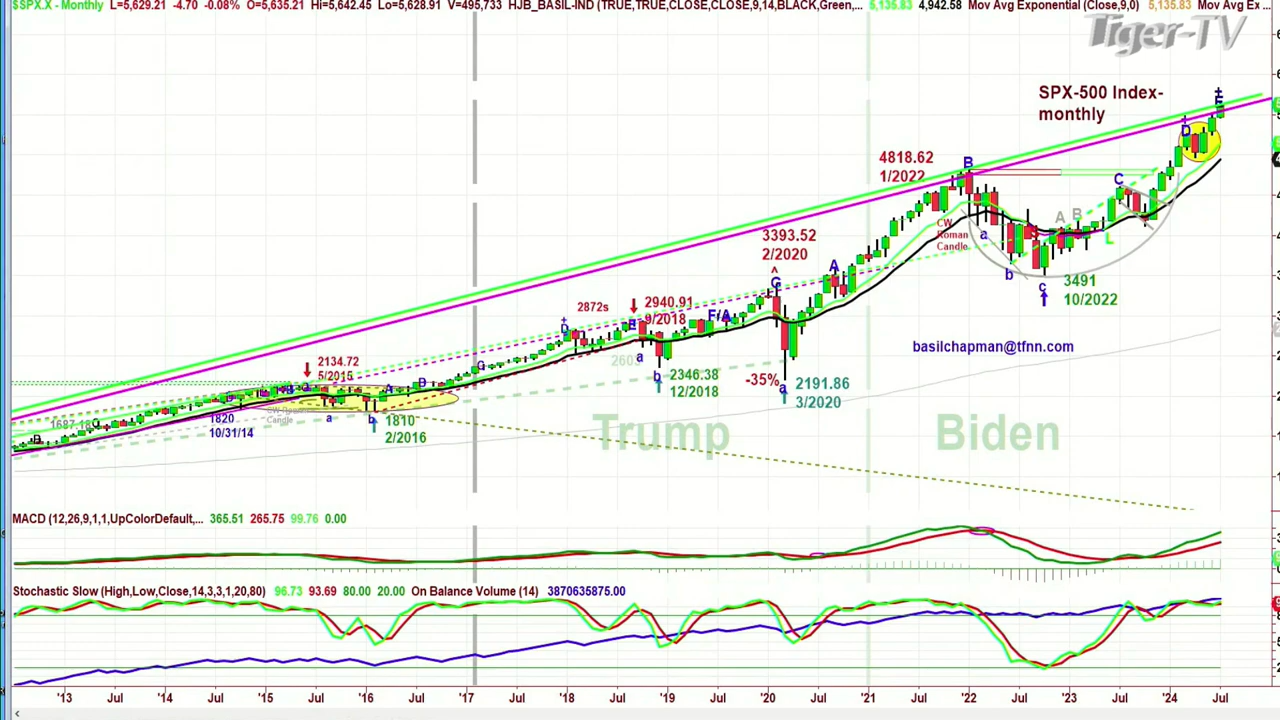 $SPX.X - Monthly L=5,629.21 -4.70 -0.08% O=5,635.21 Hi=5,642.45 Lo=5,628.91 V=495,733 HJB_BASIL-IND (TRUE,TRUE,CLOSE,CLOSE,9,14,BLACK,Green,... 5,135.83 4,942.58 Mov Avg Exponential (Close,9,0) 5,135.83 Mov Avg Ex ...
Tiger-TV
SPX-500 Index-
monthly
E
D
4818.62
1/2022
B
C
A B
CW
Roman
Candle
a
L
b
c
3491
10/2022
3393.52
2/2020
G
A
2872s
2940.91
9/2018
D
E
F/A
a
260
b
2346.38
12/2018
-35%
a
2191.86
3/2020
basilchapman@tfnn.com
2134.72
5/2015
G
D
A
1687.18
1820
10/31/14
Candle
a
b
1810
2/2016
Trump
Biden
MACD (12,26,9,1,1,UpColorDefault,... 365.51 265.75 99.76 0.00
Stochastic Slow (High,Low,Close,14,3,3,1,20,80) 96.73 93.69 80.00 20.00 On Balance Volume (14) 3870635875.00
'13 Jul '14 Jul '15 Jul '16 Jul '17 Jul '18 Jul '19 Jul '20 Jul '21 Jul '22 Jul '23 Jul '24 Jul